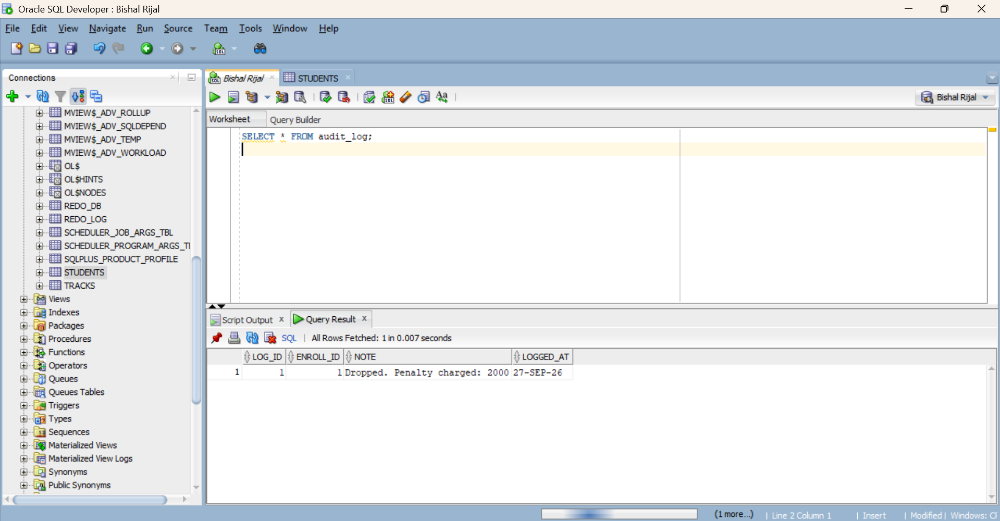 Oracle SQL Developer : Bishal Rijal
File Edit View Navigate Run Source Team Tools Window Help
Connections
MVIEW$_ADV_ROLLUP
MVIEW$_ADV_SQLDEPEND
MVIEW$_ADV_TEMP
MVIEW$_ADV_WORKLOAD
OL$
OL$HINTS
OL$NODES
REDO_DB
REDO_LOG
SCHEDULER_JOB_ARGS_TBL
SCHEDULER_PROGRAM_ARGS_T
SQLPLUS_PRODUCT_PROFILE
STUDENTS
TRACKS
Views
Indexes
Packages
Procedures
Functions
Operators
Queues
Queues Tables
Triggers
Types
Sequences
Materialized Views
Materialized View Logs
Synonyms
Public Synonyms
Bishal Rijal STUDENTS
Bishal Rijal
Worksheet Query Builder
SELECT * FROM audit_log;
Script Output Query Result
SQL | All Rows Fetched: 1 in 0.007 seconds
LOG_ID ENROLL_ID NOTE LOGGED_AT
1 1 1 Dropped. Penalty charged: 2000 27-SEP-26
(1 more...) | Line 2 Column 1 | Insert | Modified | Windows: CF